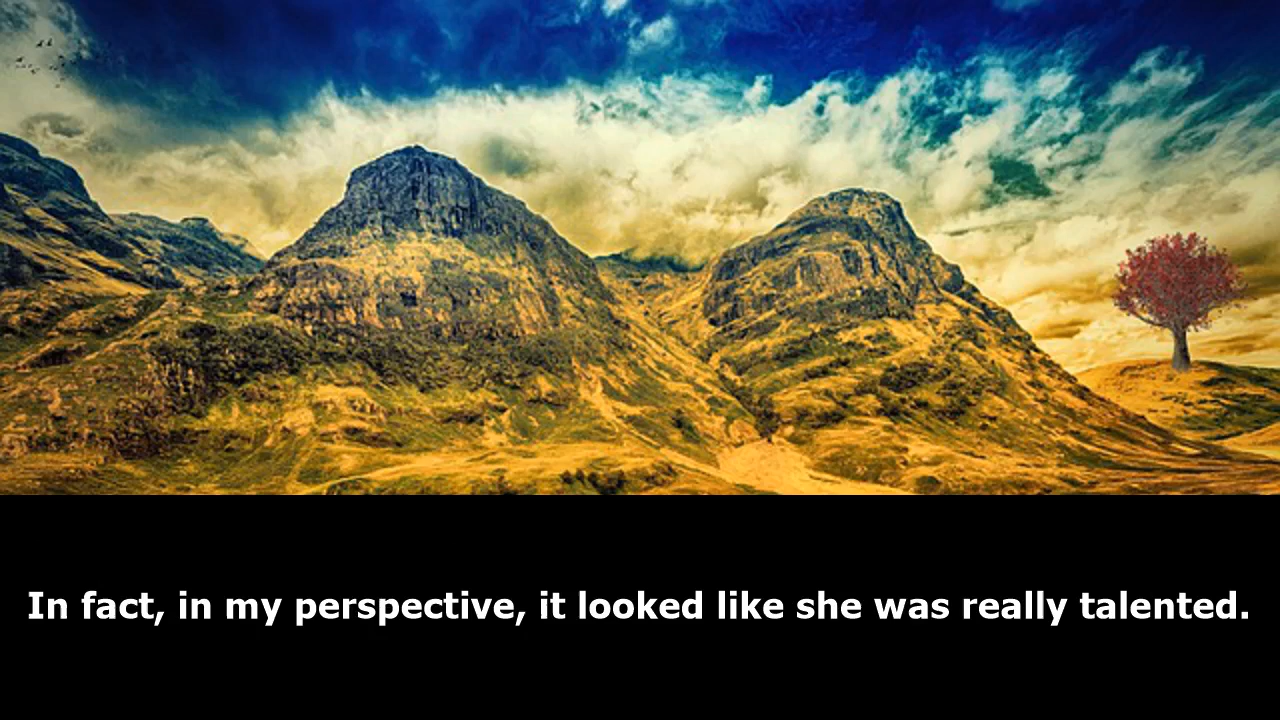 In fact, in my perspective, it looked like she was really talented.